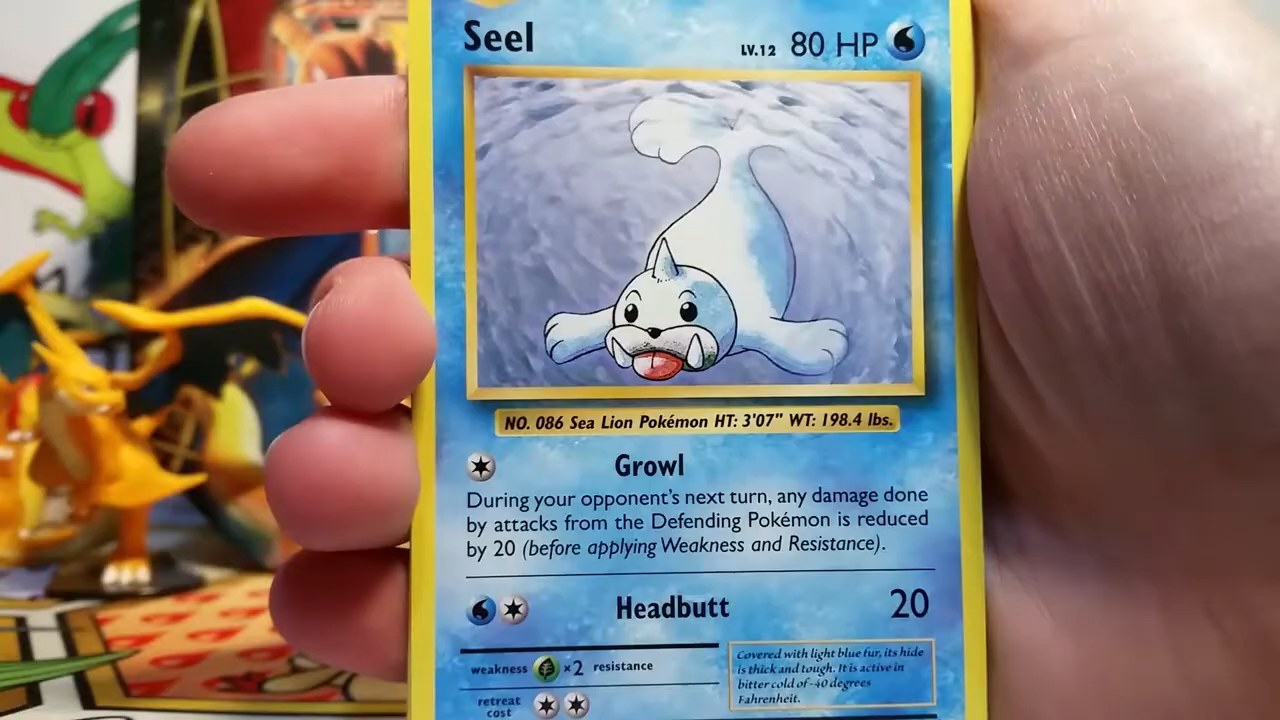 Seel
LV.12 80 HP
NO. 086 Sea Lion Pokémon HT: 3'07" WT: 198.4 lbs.
Growl
During your opponent's next turn, any damage done
by attacks from the Defending Pokémon is reduced
by 20 (before applying Weakness and Resistance).
Headbutt 20
weakness ×2 resistance
retreat
cost
Covered with light blue fur, its hide
is thick and tough. It is active in
bitter cold of -40 degrees
Fahrenheit.